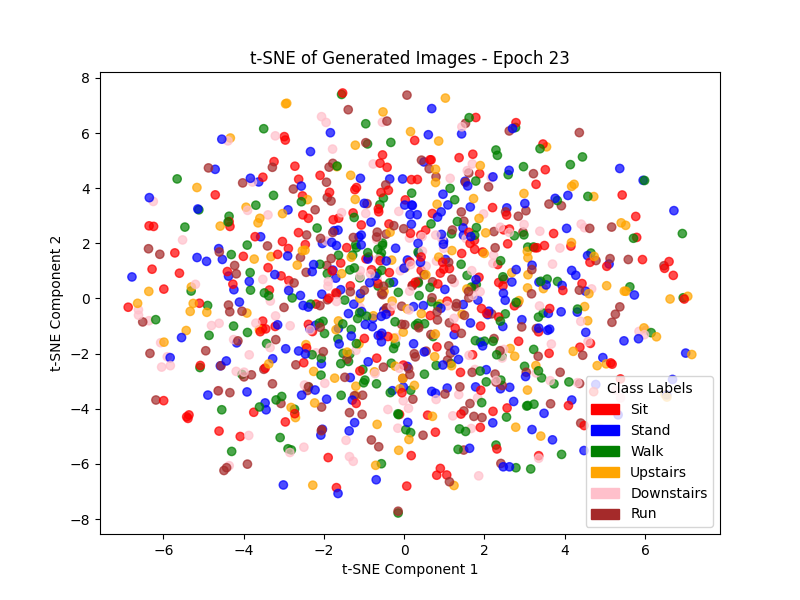 t-SNE of Generated Images - Epoch 23
t-SNE Component 2
8
6
4
2
0
−2
−4
−6
−8
−6
−4
−2
0
2
4
6
t-SNE Component 1
Class Labels
Sit
Stand
Walk
Upstairs
Downstairs
Run